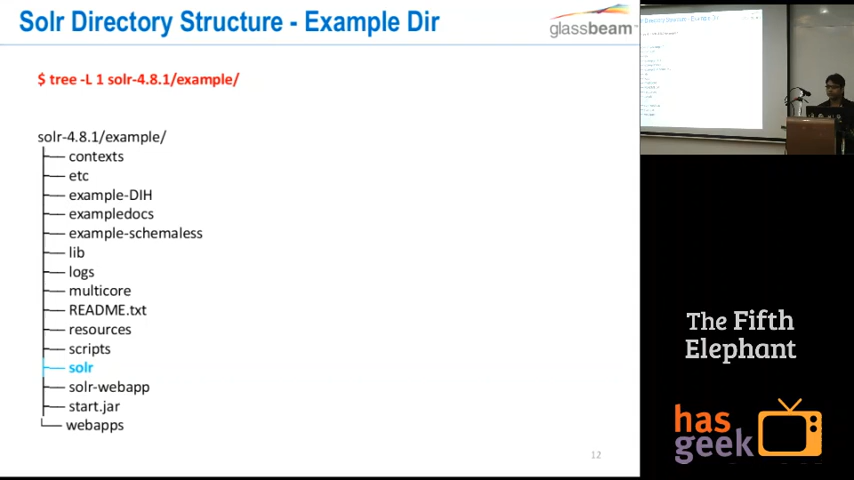 Solr Directory Structure - Example Dir
glassbeam
$ tree -L 1 solr-4.8.1/example/
solr-4.8.1/example/
├── contexts
├── etc
├── example-DIH
├── exampledocs
├── example-schemaless
├── lib
├── logs
├── multicore
├── README.txt
├── resources
├── scripts
├── solr
├── solr-webapp
├── start.jar
└── webapps
12
The Fifth
Elephant
has
geek